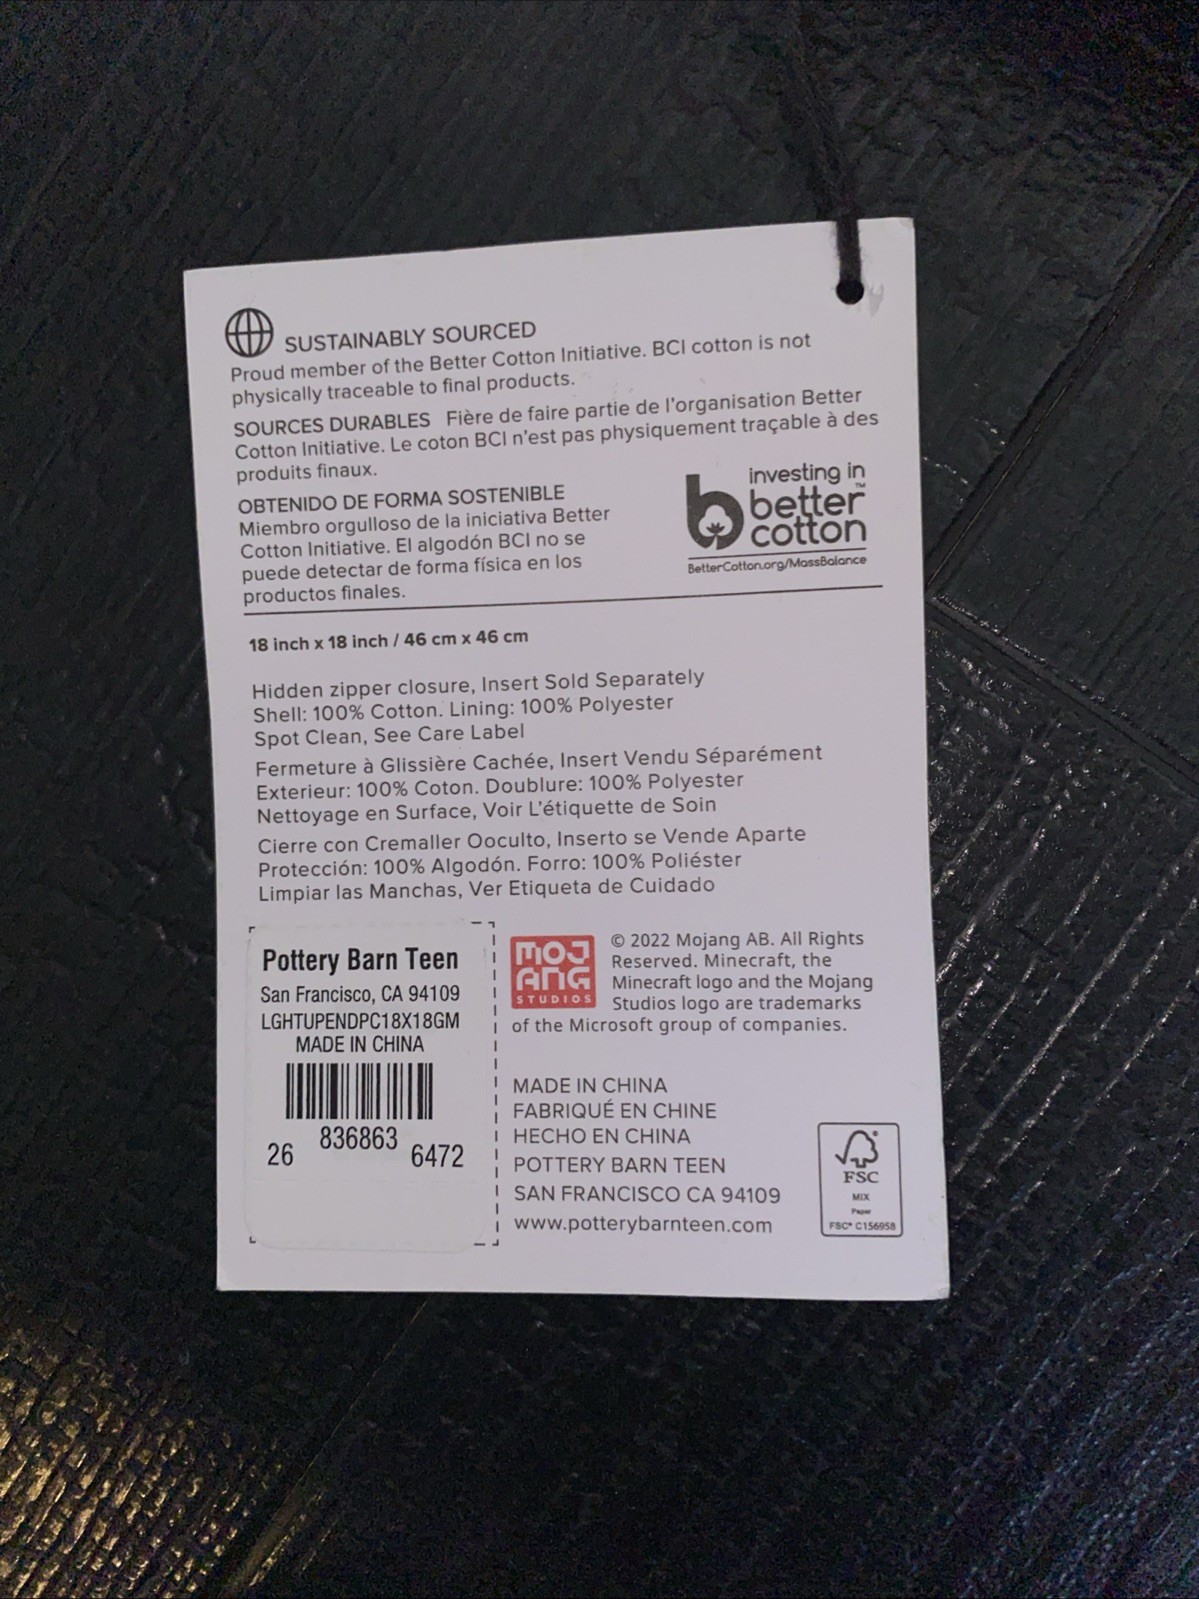 SUSTAINABLY SOURCED
Proud member of the Better Cotton Initiative. BCI cotton is not
physically traceable to final products.
SOURCES DURABLES Fière de faire partie de l'organisation Better
Cotton Initiative. Le coton BCI n'est pas physiquement traçable à des
produits finaux.
OBTENIDO DE FORMA SOSTENIBLE
Miembro orgulloso de la iniciativa Better
Cotton Initiative. El algodón BCI no se
puede detectar de forma física en los
productos finales.
investing in
better™
cotton
BetterCotton.org/MassBalance
18 inch x 18 inch / 46 cm x 46 cm
Hidden zipper closure, Insert Sold Separately
Shell: 100% Cotton. Lining: 100% Polyester
Spot Clean, See Care Label
Fermeture à Glissière Cachée, Insert Vendu Séparément
Exterieur: 100% Coton. Doublure: 100% Polyester
Nettoyage en Surface, Voir L'étiquette de Soin
Cierre con Cremaller Ooculto, Inserto se Vende Aparte
Protección: 100% Algodón. Forro: 100% Poliéster
Limpiar las Manchas, Ver Etiqueta de Cuidado
Pottery Barn Teen
San Francisco, CA 94109
LGHTUPENDPC18X18GM
MADE IN CHINA
836863
26 6472
MOJ
ANG
STUDIOS
© 2022 Mojang AB. All Rights
Reserved. Minecraft, the
Minecraft logo and the Mojang
Studios logo are trademarks
of the Microsoft group of companies.
MADE IN CHINA
FABRIQUÉ EN CHINE
HECHO EN CHINA
POTTERY BARN TEEN
SAN FRANCISCO CA 94109
www.potterybarnteen.com
FSC
MIX
Paper
FSC® C156958